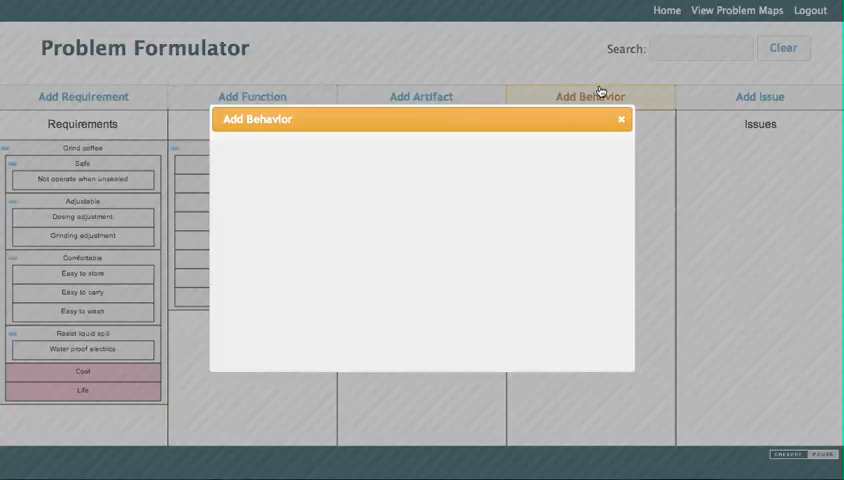 Home View Problem Maps Logout
Problem Formulator
Search: Clear
Add Requirement Add Function Add Artifact Add Behavior Add Issue
Add Behavior ×
Requirements
Issues
Grind coffee
Safe
Not operate when unsealed
Adjustable
Dosing adjustment
Grinding adjustment
Comfortable
Easy to store
Easy to carry
Easy to wash
Resist liquid spill
Water proof electrics
Cost
Life
CAKEPHP POWER